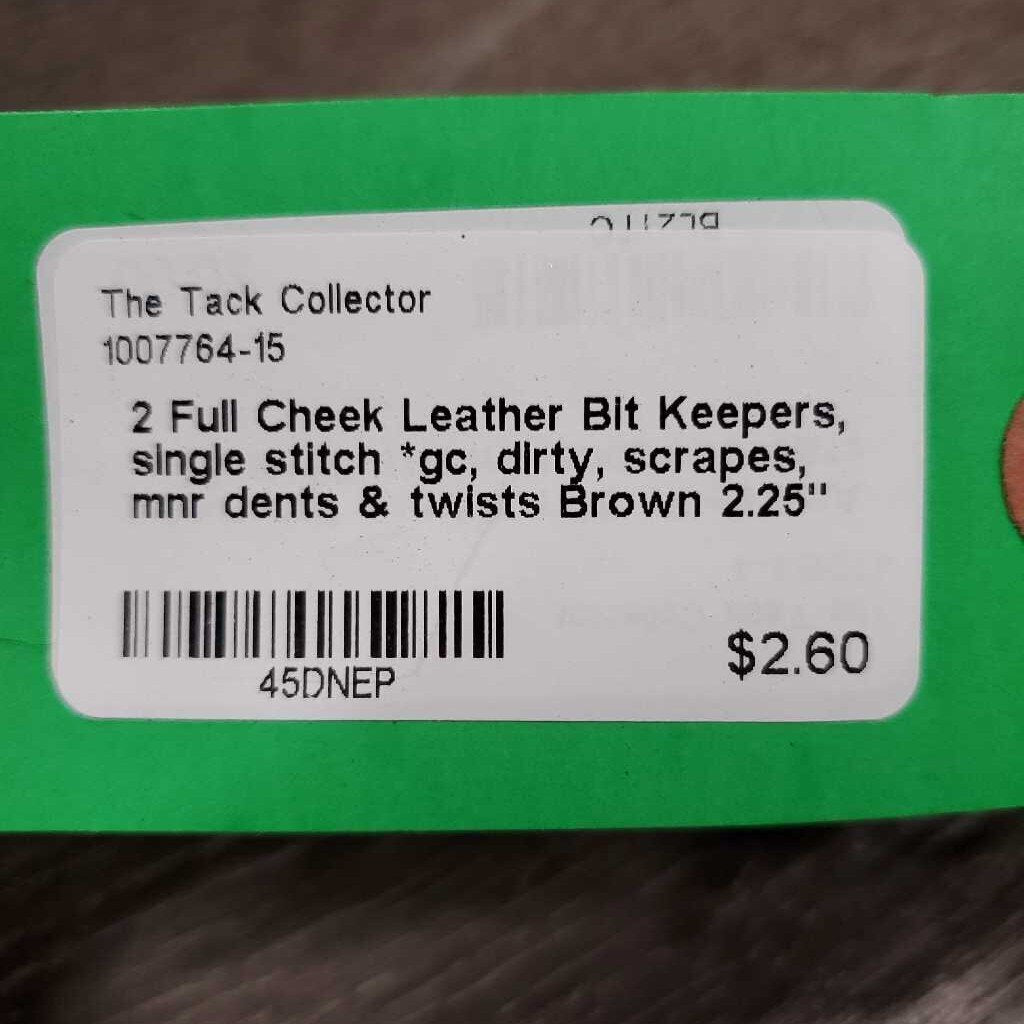 The Tack Collector
1007764-15
2 Full Cheek Leather Bit Keepers,
single stitch *gc, dirty, scrapes,
mnr dents & twists Brown 2.25"
45DNEP
$2.60